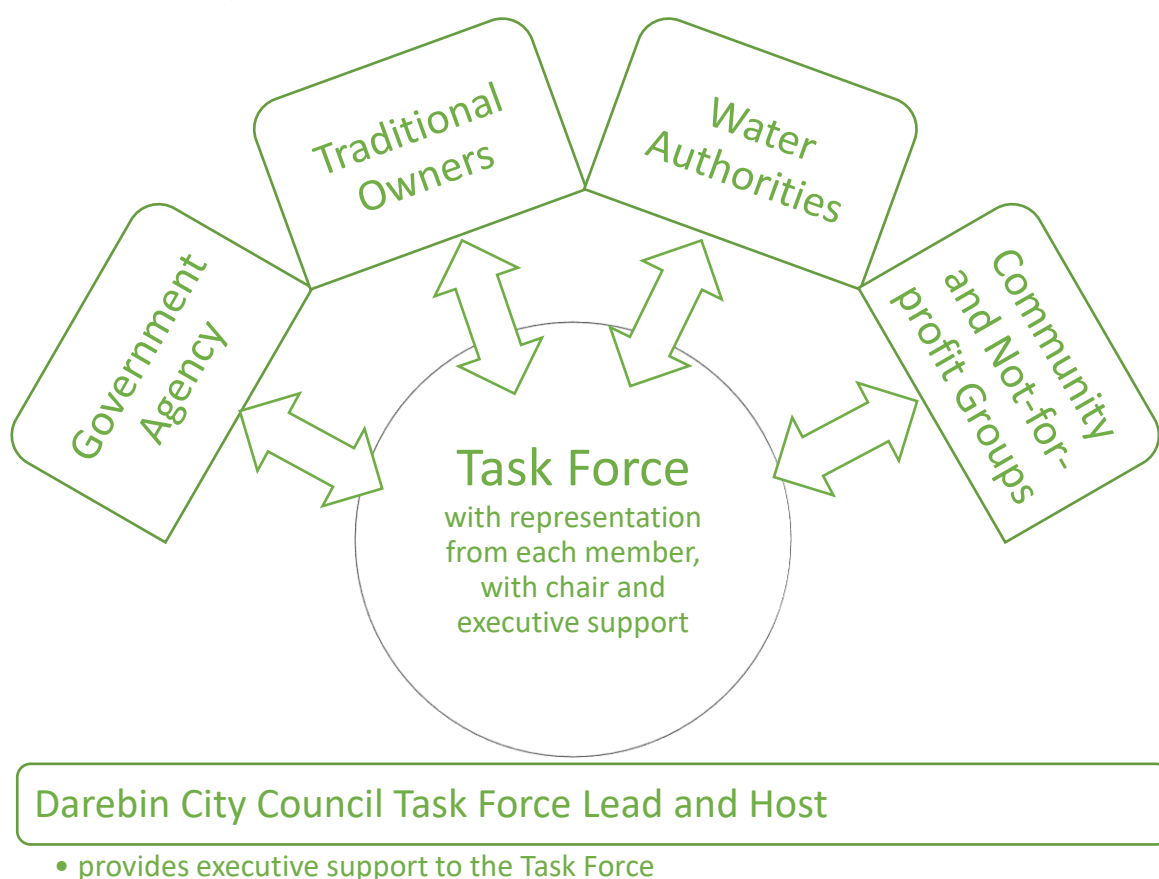 Government
Agency
Traditional
Owners
Water
Authorities
Community
and Not-for-
profit Groups
Task Force
with representation
from each member,
with chair and
executive support
Darebin City Council Task Force Lead and Host
• provides executive support to the Task Force